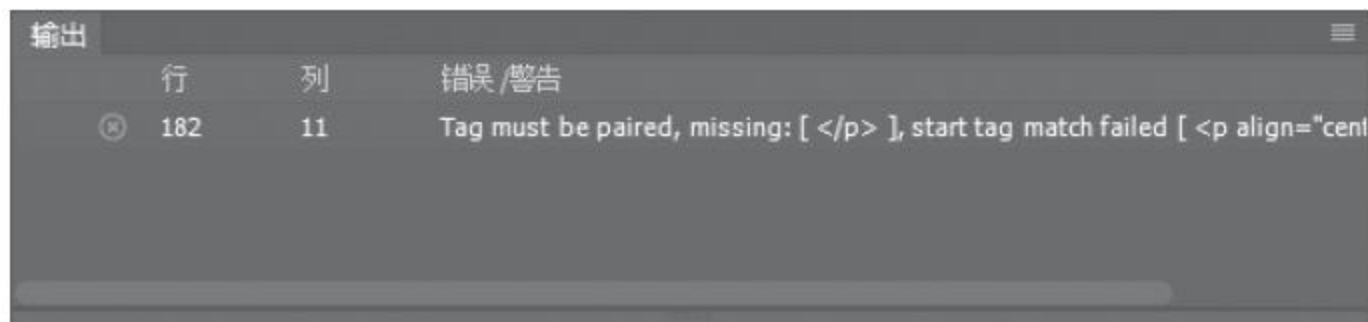 输出
行 列 错误/警告
182 11 Tag must be paired, missing: [ </p> ], start tag match failed [ <p align="cent